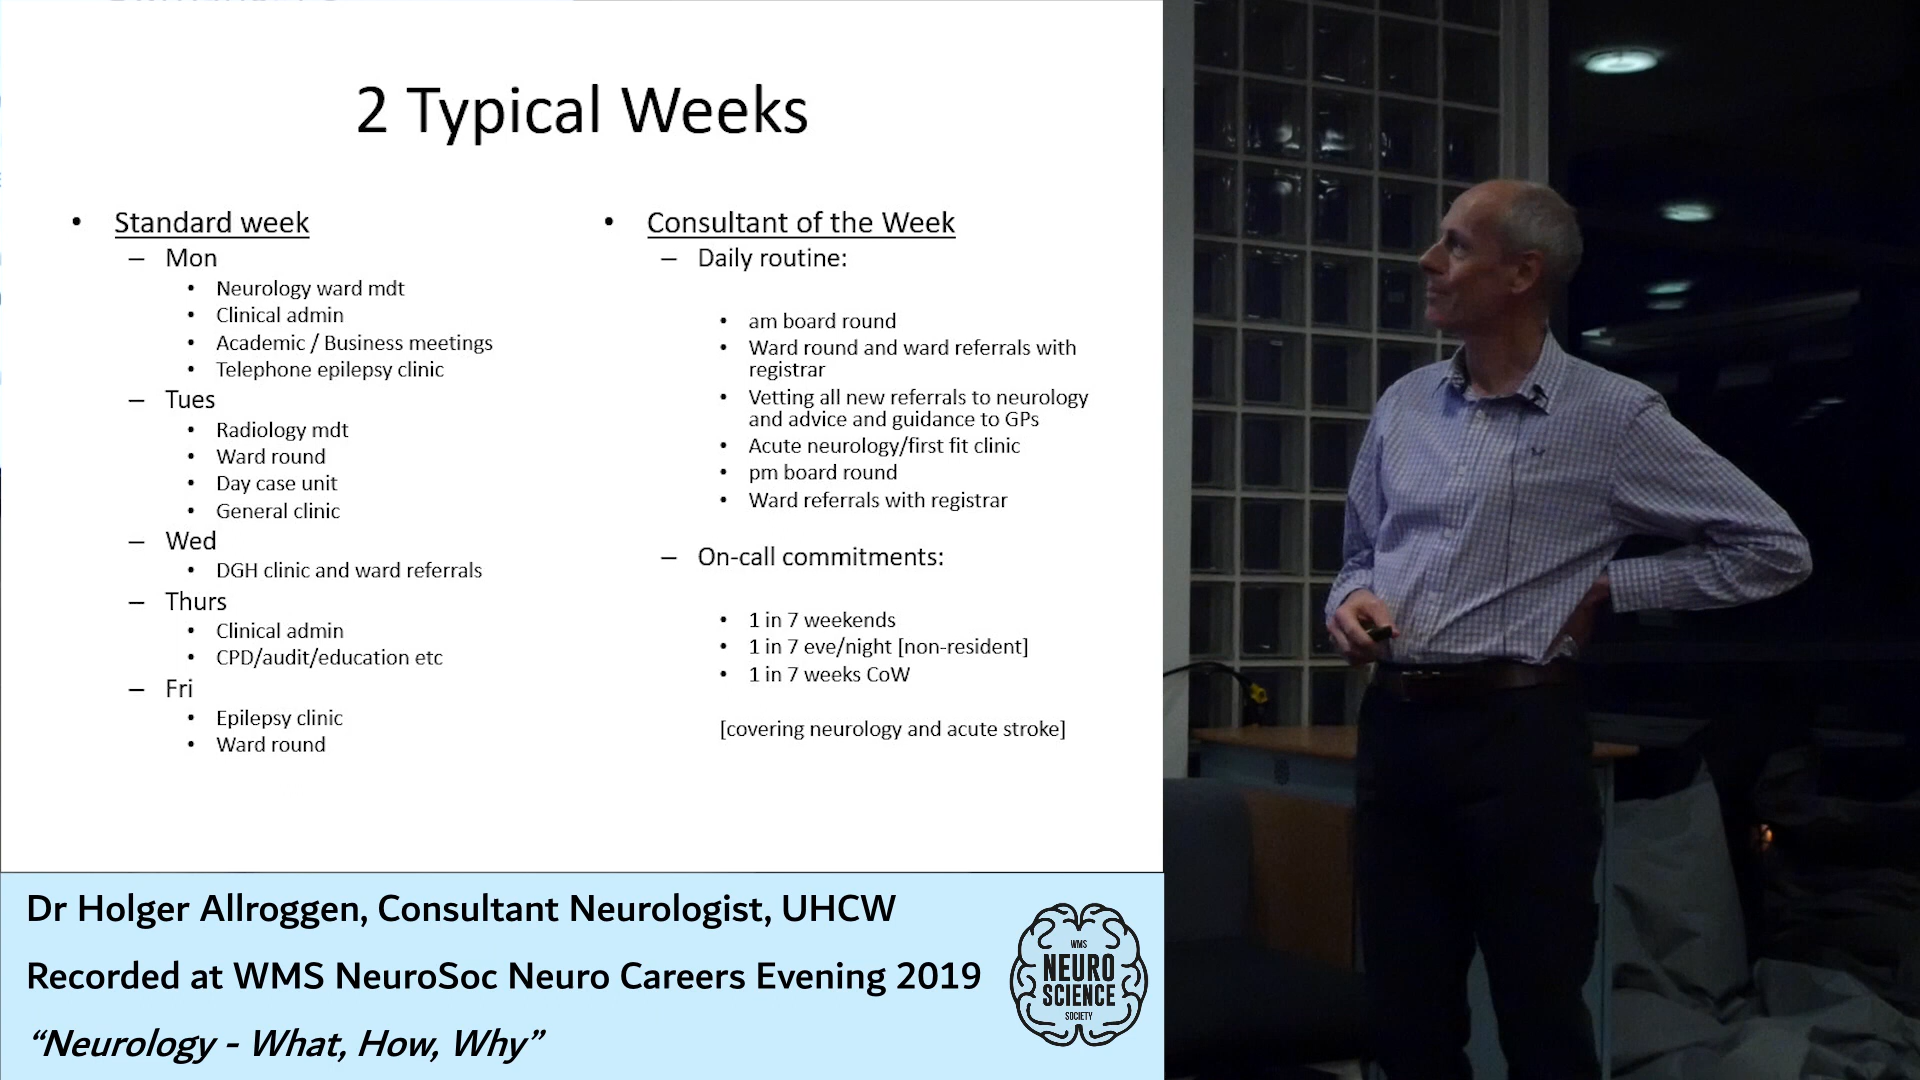 2 Typical Weeks
• Standard week
– Mon
• Neurology ward mdt
• Clinical admin
• Academic / Business meetings
• Telephone epilepsy clinic
– Tues
• Radiology mdt
• Ward round
• Day case unit
• General clinic
– Wed
• DGH clinic and ward referrals
– Thurs
• Clinical admin
• CPD/audit/education etc
– Fri
• Epilepsy clinic
• Ward round
• Consultant of the Week
– Daily routine:
• am board round
• Ward round and ward referrals with
registrar
• Vetting all new referrals to neurology
and advice and guidance to GPs
• Acute neurology/first fit clinic
• pm board round
• Ward referrals with registrar
– On-call commitments:
• 1 in 7 weekends
• 1 in 7 eve/night [non-resident]
• 1 in 7 weeks CoW
[covering neurology and acute stroke]
Dr Holger Allroggen, Consultant Neurologist, UHCW
Recorded at WMS NeuroSoc Neuro Careers Evening 2019
“Neurology - What, How, Why”
WMS
NEURO
SCIENCE
SOCIETY